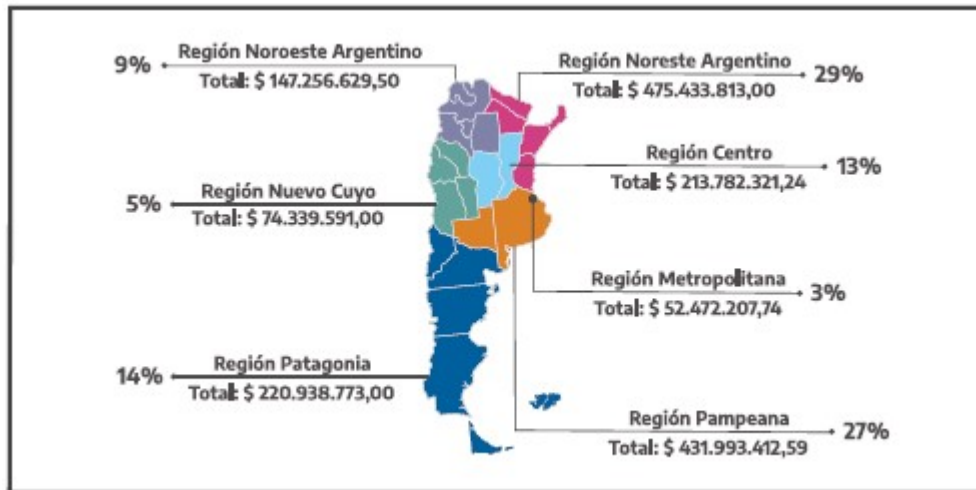 Región Noroeste Argentino
9%
Total: $ 147.256.629,50
Región Noreste Argentino
29%
Total: $ 475.433.813,00
Región Centro
13%
Total: $ 213.782.321,24
Región Nuevo Cuyo
5%
Total: $ 74.339.591,00
Región Metropolitana
3%
Total: $ 52.472.207,74
Región Patagonia
14%
Total: $ 220.938.773,00
Región Pampeana
27%
Total: $ 431.993.412,59